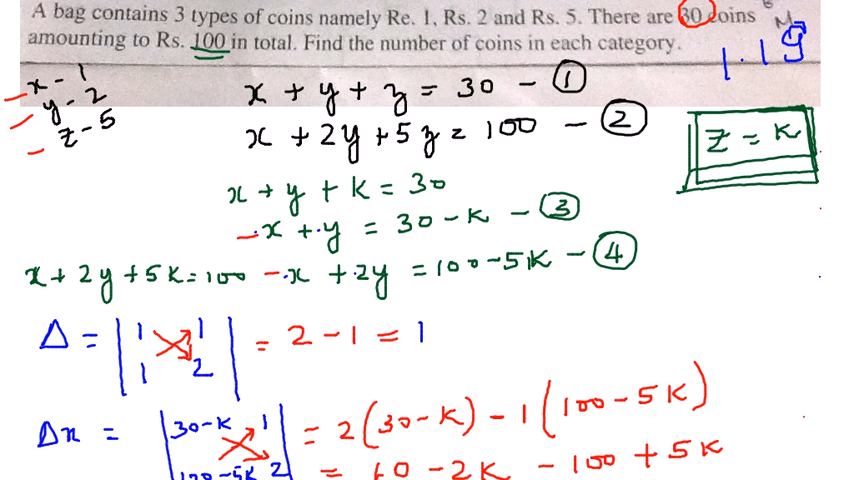 A bag contains 3 types of coins namely Re. 1, Rs. 2 and Rs. 5. There are 30 coins
amounting to Rs. 100 in total. Find the number of coins in each category.
1.19
x - 1
y - 2
z - 5
x + y + z = 30 - ①
x + 2y + 5z = 100 - ②
z = k
x + y + k = 30
x + y = 30 - k - ③
x + 2y + 5k = 100 x + 2y = 100 - 5k - ④
Δ = | 1 1 | = 2 - 1 = 1
| 1 2 |
Δx = | 30-k 1 | = 2(30-k) - 1(100-5k)
| 100-5k 2 | = 60 - 2k - 100 + 5k